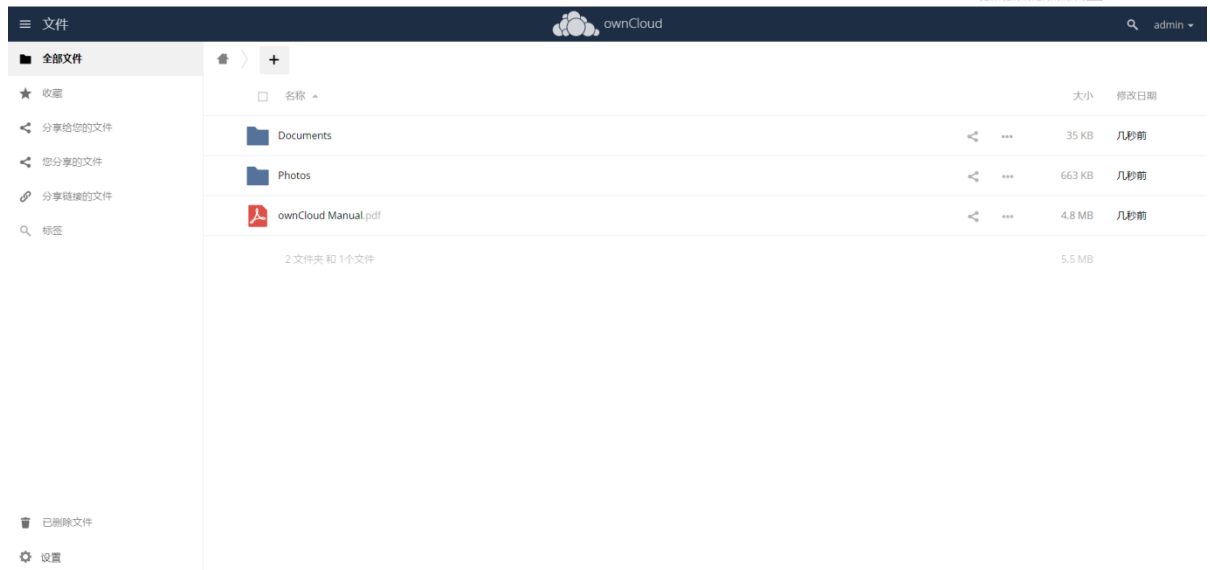 文件
ownCloud
admin
全部文件
收藏
分享给您的文件
您分享的文件
分享链接的文件
标签
已删除文件
设置
+
名称 大小 修改日期
Documents 35 KB 几秒前
Photos 663 KB 几秒前
ownCloud Manual.pdf 4.8 MB 几秒前
2 文件夹 和 1个文件 5.5 MB